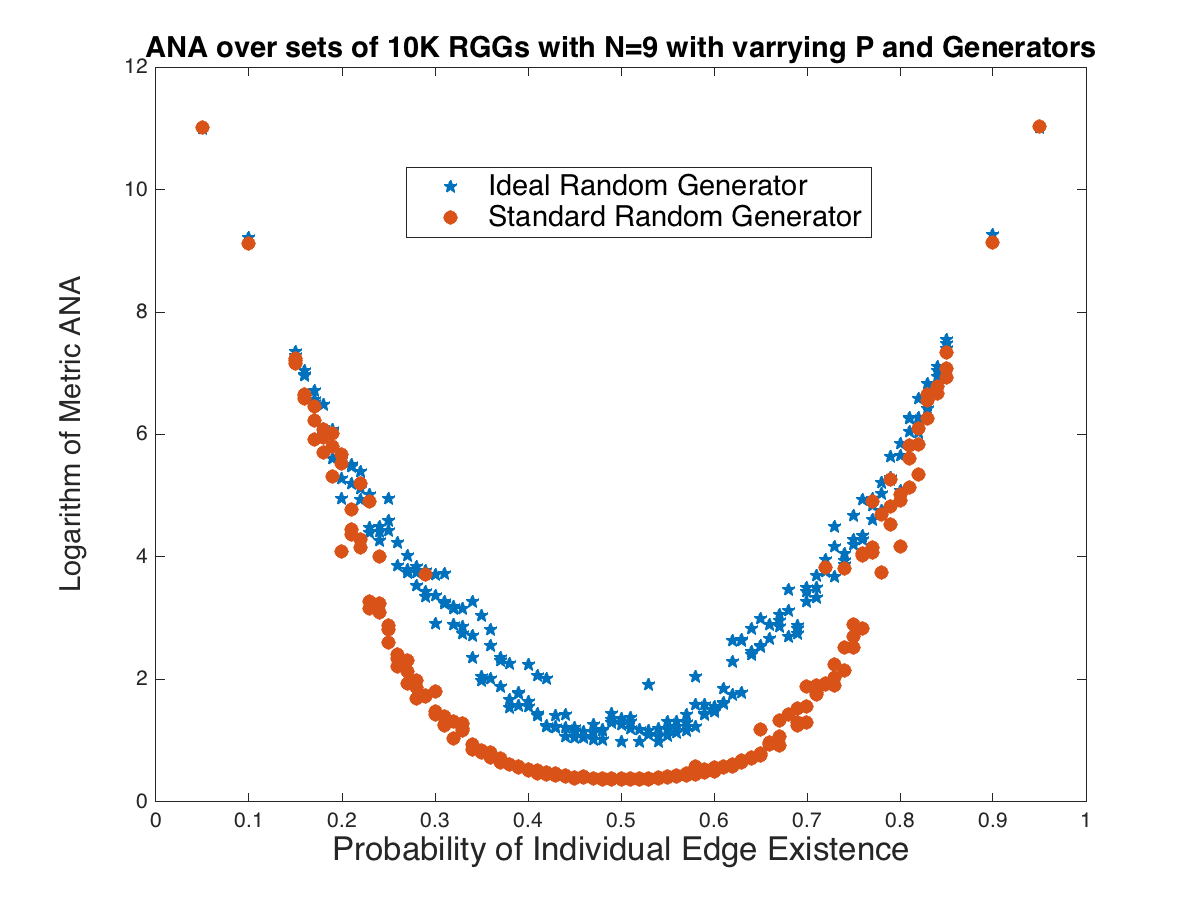 ANA over sets of 10K RGGs with N=9 with varrying P and Generators
12
10
8
6
4
2
0
Logarithm of Metric ANA
Ideal Random Generator
Standard Random Generator
0 0.1 0.2 0.3 0.4 0.5 0.6 0.7 0.8 0.9 1
Probability of Individual Edge Existence